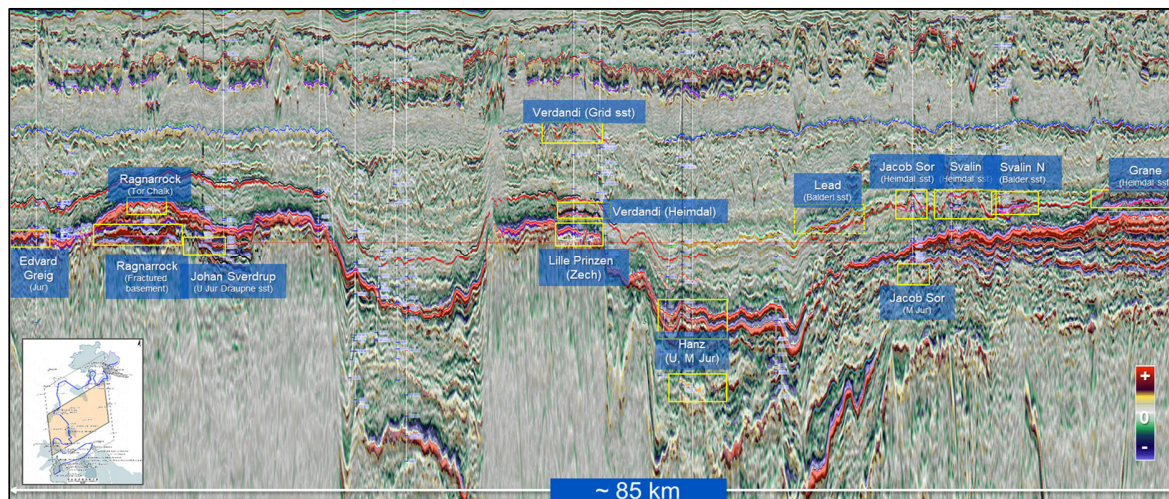 Verdandi (Grid sst)
Ragnarrock
(Tor Chalk)
Jacob Sor
(Heimdal sst)
Svalin
(Heimdal sst)
Svalin N
(Balder sst)
Grane
(Heimdal sst)
Lead
(Balderi sst)
Verdandi (Heimdal)
Edvard
Greig
(Jur)
Ragnarrock
(Fractured
basement)
Johan Sverdrup
(U Jur Draupne sst)
Lille Prinzen
(Zech)
Jacob Sor
(M Jur)
Hanz
(U, M Jur)
+
0
-
~ 85 km